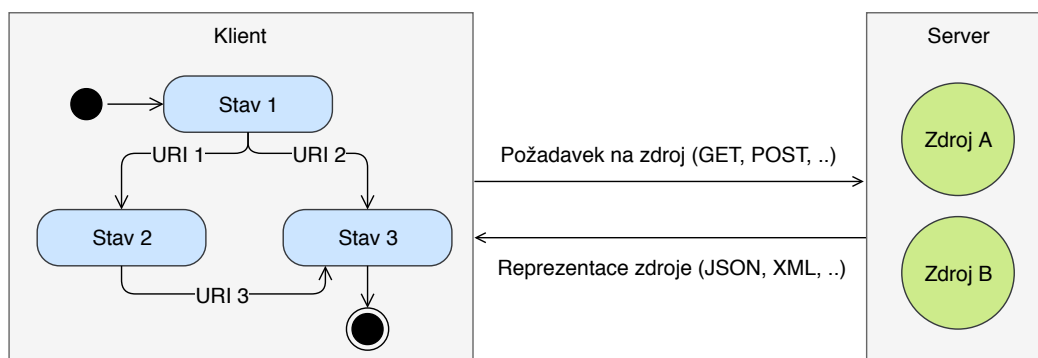 Klient
Server
Stav 1
Zdroj A
URI 1
URI 2
Požadavek na zdroj (GET, POST, ..)
Stav 2
Stav 3
Reprezentace zdroje (JSON, XML, ..)
Zdroj B
URI 3